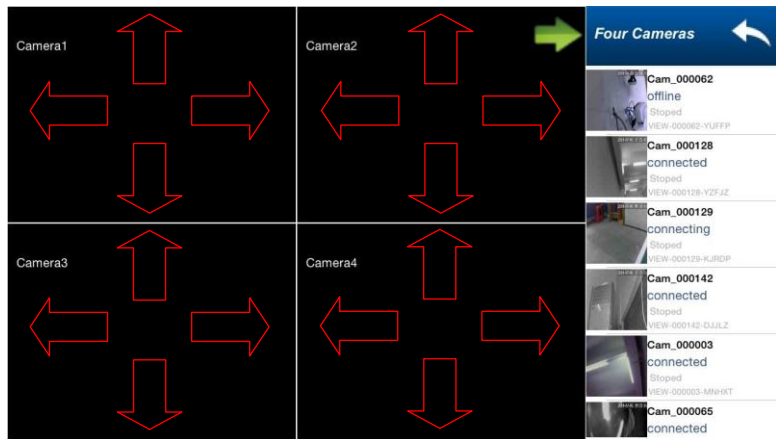 Camera1
Camera2
Camera3
Camera4
Four Cameras
Cam_000062
offline
Stoped
VIEW-000062-YUFFP
Cam_000128
connected
Stoped
VIEW-000128-YZFJZ
Cam_000129
connecting
Stoped
VIEW-000129-KJRDP
Cam_000142
connected
Stoped
VIEW-000142-DJJLZ
Cam_000003
connected
Stoped
VIEW-000003-MNHXT
Cam_000065
connected